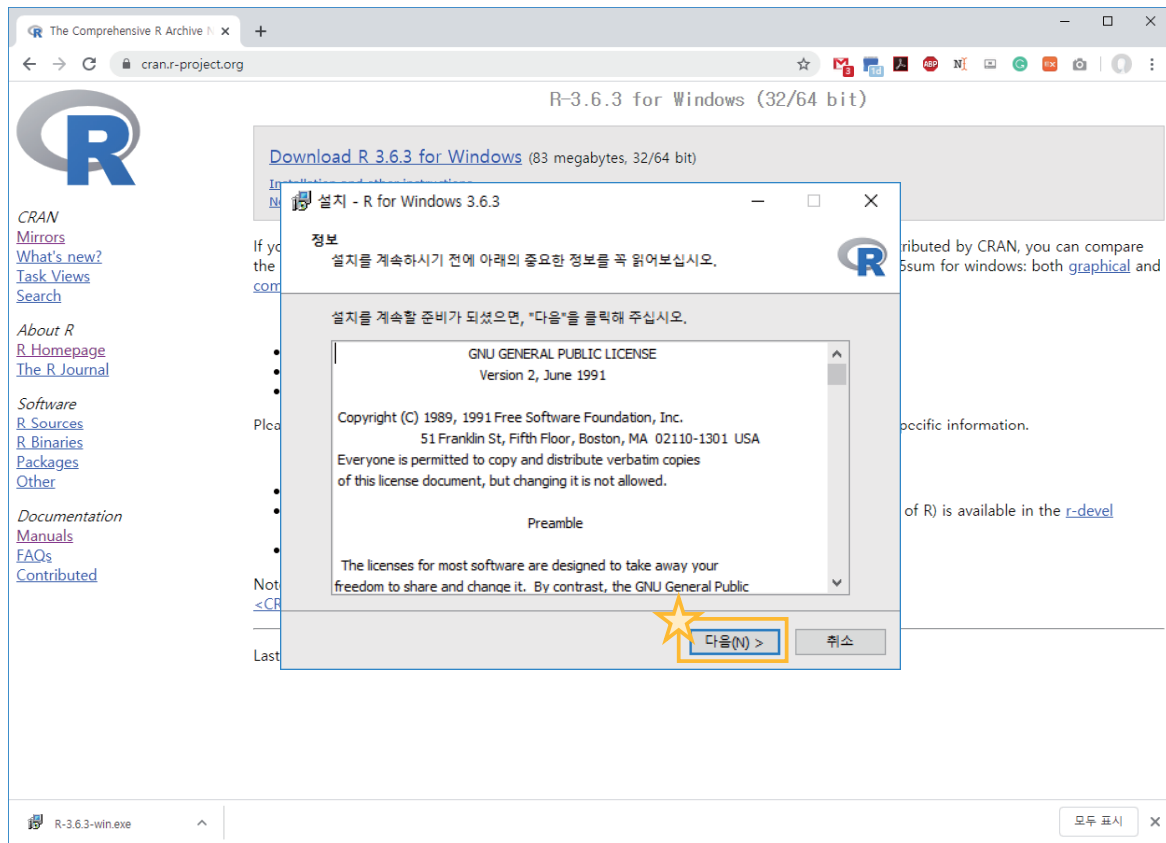 The Comprehensive R Archive N
cran.r-project.org
3
1d
ABP
EX
R
CRAN
Mirrors
What's new?
Task Views
Search
About R
R Homepage
The R Journal
Software
R Sources
R Binaries
Packages
Other
Documentation
Manuals
FAQs
Contributed
R-3.6.3 for Windows (32/64 bit)
Download R 3.6.3 for Windows (83 megabytes, 32/64 bit)
Installation and other instructions
If yo
ributed by CRAN, you can compare
the
5sum for windows: both graphical and
com
Plea
pecific information.
of R) is available in the r-devel
Not
<CR
Last
설치 - R for Windows 3.6.3
정보
설치를 계속하시기 전에 아래의 중요한 정보를 꼭 읽어보십시오.
R
설치를 계속할 준비가 되셨으면, "다음"을 클릭해 주십시오.
GNU GENERAL PUBLIC LICENSE
Version 2, June 1991
Copyright (C) 1989, 1991 Free Software Foundation, Inc.
51 Franklin St, Fifth Floor, Boston, MA 02110-1301 USA
Everyone is permitted to copy and distribute verbatim copies
of this license document, but changing it is not allowed.
Preamble
The licenses for most software are designed to take away your
freedom to share and change it. By contrast, the GNU General Public
다음(N) >
취소
R-3.6.3-win.exe
모두 표시